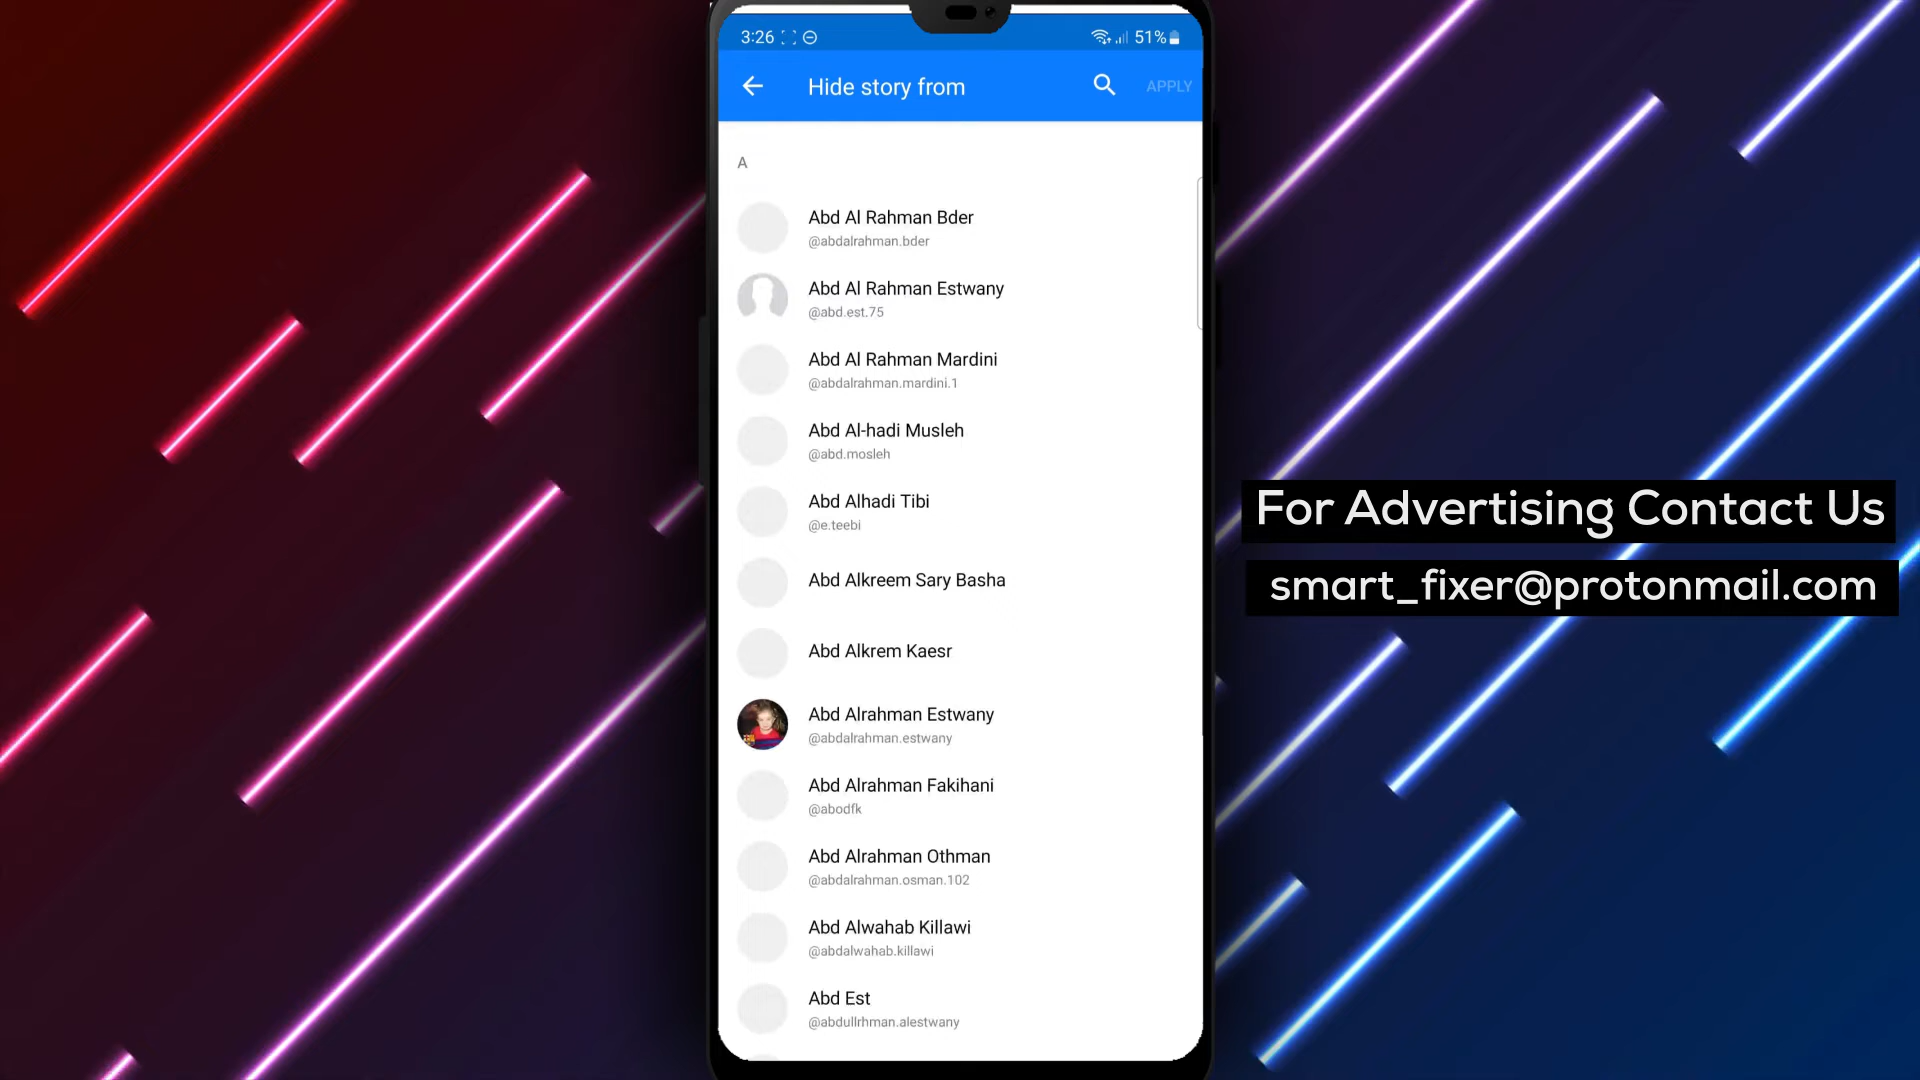 3:26
51%
Hide story from
APPLY
A
Abd Al Rahman Bder
@abdalrahman.bder
Abd Al Rahman Estwany
@abd.est.75
Abd Al Rahman Mardini
@abdalrahman.mardini.1
Abd Al-hadi Musleh
@abd.mosleh
Abd Alhadi Tibi
@e.teebi
Abd Alkreem Sary Basha
Abd Alkrem Kaesr
Abd Alrahman Estwany
@abdalrahman.estwany
Abd Alrahman Fakihani
@abodfk
Abd Alrahman Othman
@abdalrahman.osman.102
Abd Alwahab Killawi
@abdalwahab.killawi
Abd Est
@abdullrhman.alestwany
For Advertising Contact Us
smart_fixer@protonmail.com